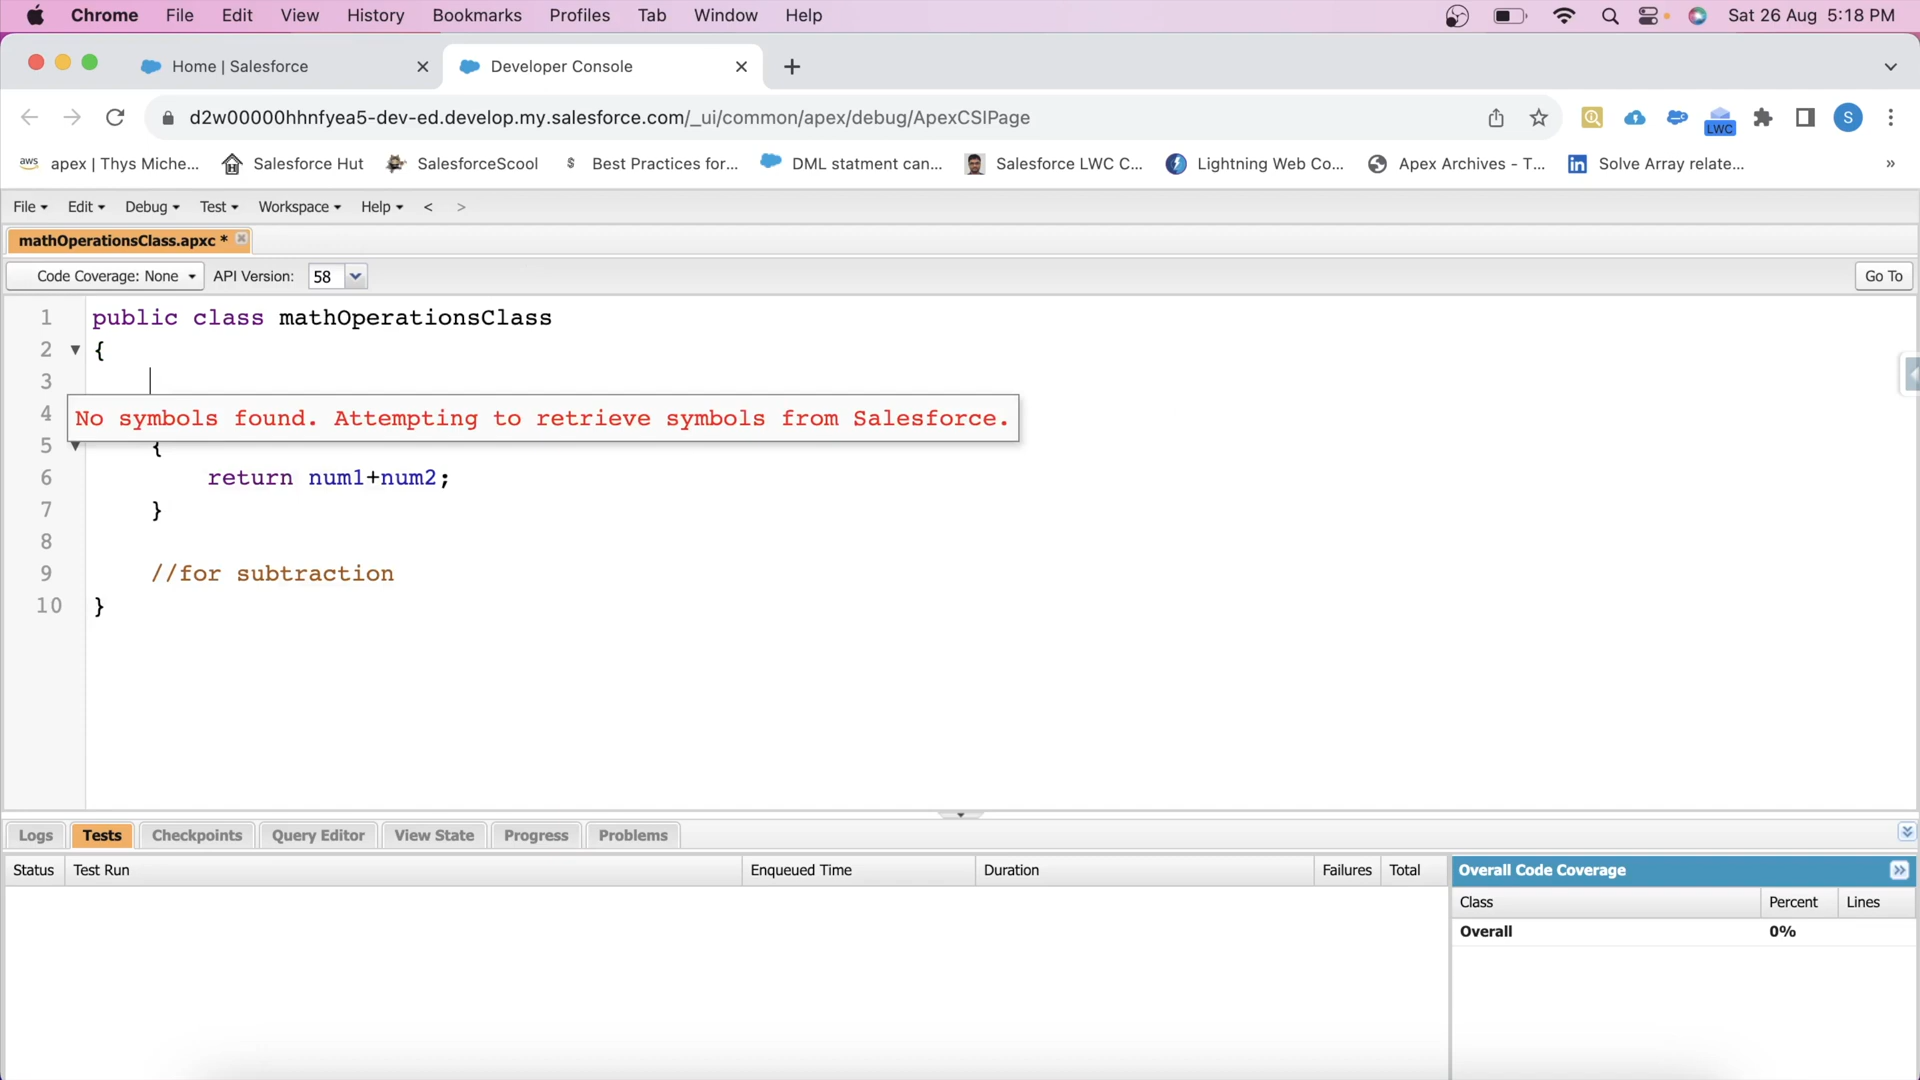 Chrome File Edit View History Bookmarks Profiles Tab Window Help Sat 26 Aug 5:18 PM
Home | Salesforce Developer Console
d2w00000hhnfyea5-dev-ed.develop.my.salesforce.com/_ui/common/apex/debug/ApexCSIPage LWC S
aws apex | Thys Miche... Salesforce Hut SalesforceScool $ Best Practices for... DML statment can... Salesforce LWC C... Lightning Web Co... Apex Archives - T... in Solve Array relate... »
File Edit Debug Test Workspace Help < >
mathOperationsClass.apxc *
Code Coverage: None API Version: 58 Go To
1 public class mathOperationsClass
2 {
3
4 No symbols found. Attempting to retrieve symbols from Salesforce.
5 {
6 return num1+num2;
7 }
8
9 //for subtraction
10 }
Logs Tests Checkpoints Query Editor View State Progress Problems
Status Test Run Enqueued Time Duration Failures Total Overall Code Coverage
Class Percent Lines
Overall 0%